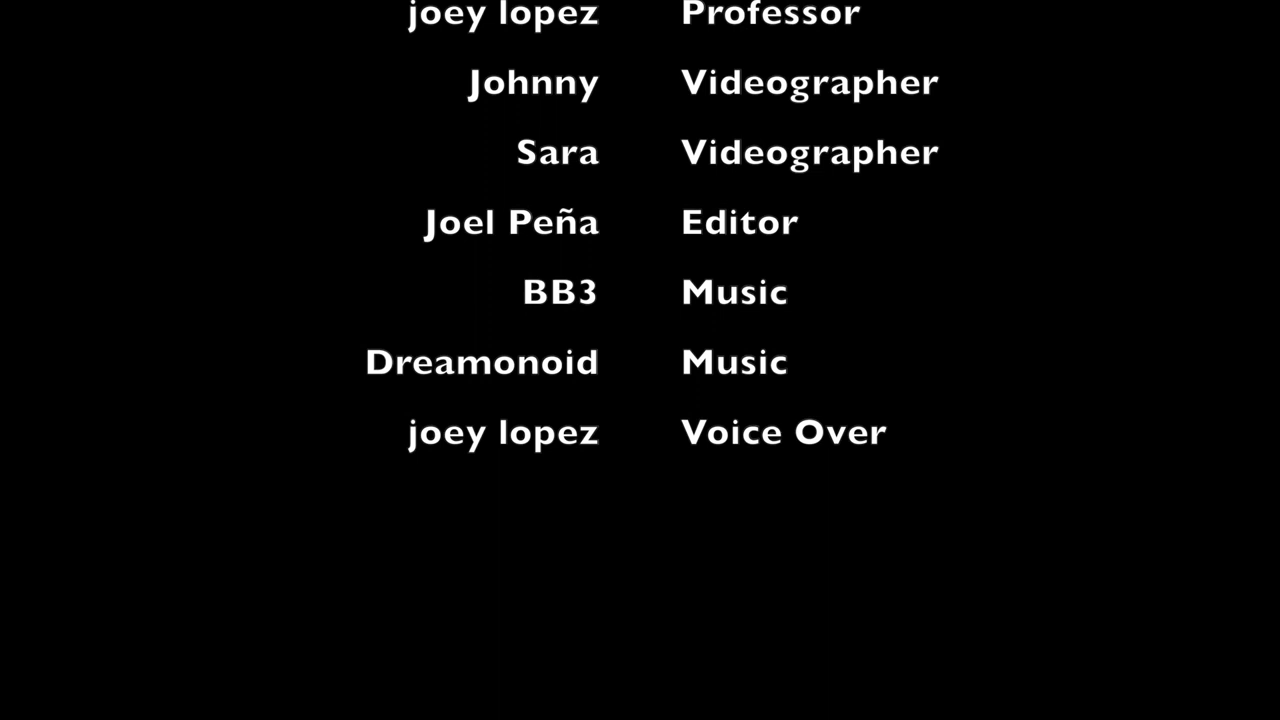 joey lopez Professor
Johnny Videographer
Sara Videographer
Joel Peña Editor
BB3 Music
Dreamonoid Music
joey lopez Voice Over